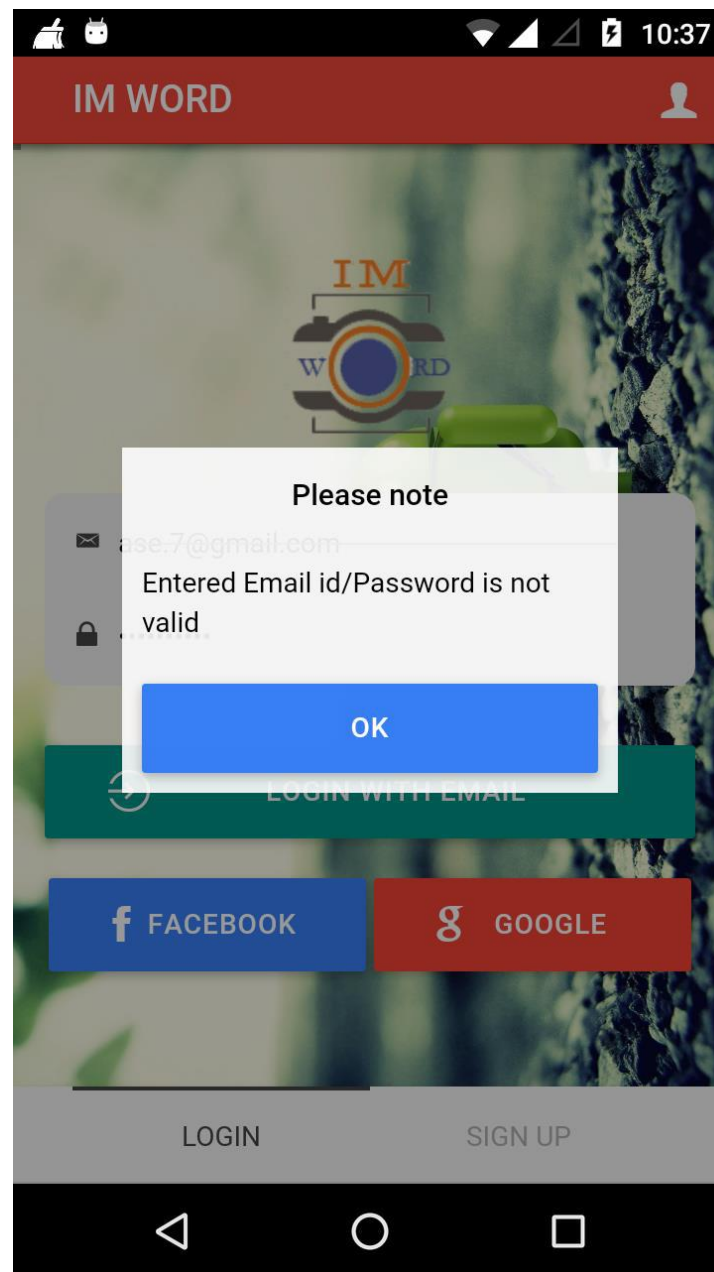 10:37
IM WORD
IM
W RD
Please note
ase.7@gmail.com
Entered Email id/Password is not
valid
OK
LOGIN WITH EMAIL
f FACEBOOK
g GOOGLE
LOGIN SIGN UP